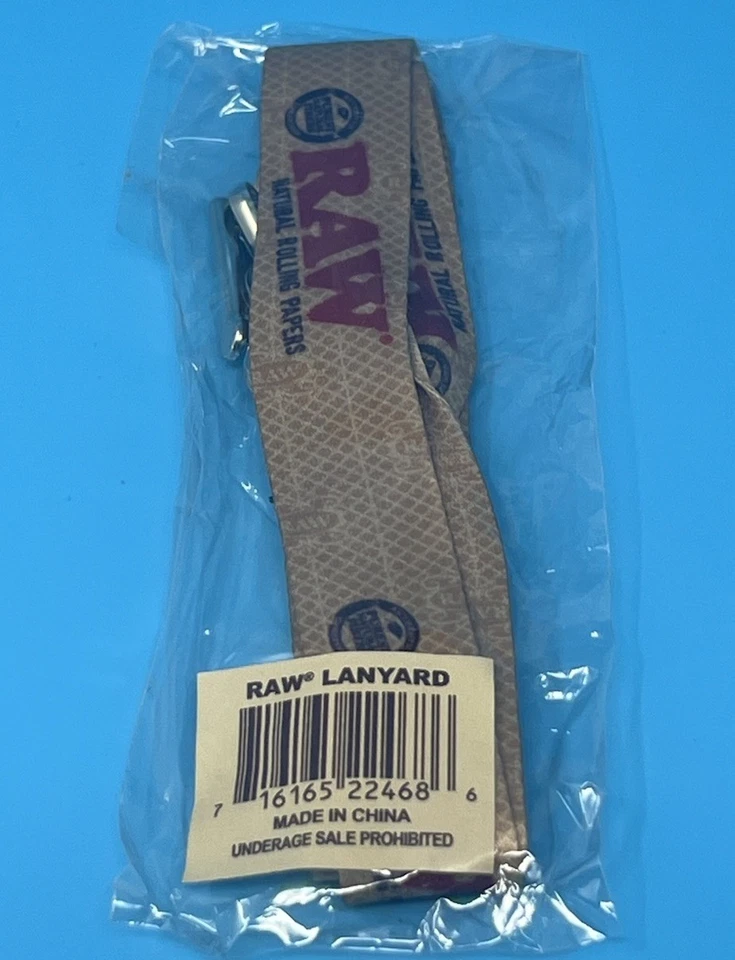 RAW
NATURAL ROLLING PAPERS
NATURAL ROLLING
RAW® LANYARD
7 16165 22468 6
MADE IN CHINA
UNDERAGE SALE PROHIBITED